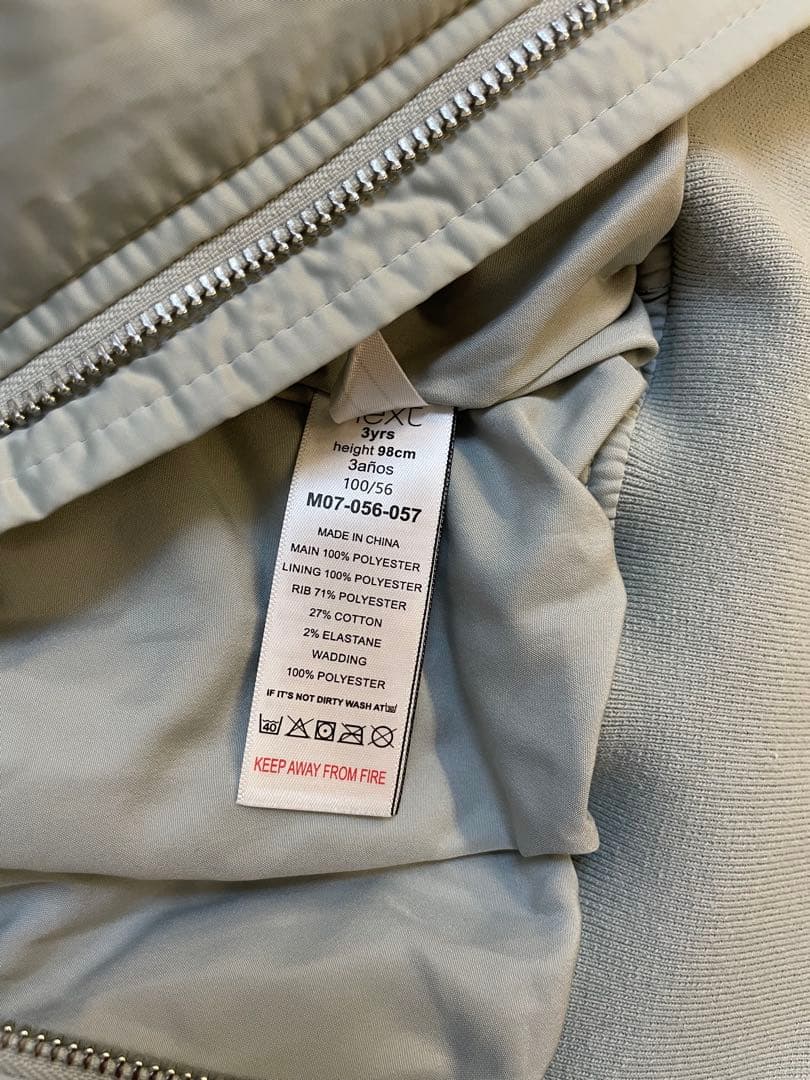 next
3yrs
height 98cm
3años
100/56
M07-056-057
MADE IN CHINA
MAIN 100% POLYESTER
LINING 100% POLYESTER
RIB 71% POLYESTER
27% COTTON
2% ELASTANE
WADDING
100% POLYESTER
IF IT'S NOT DIRTY WASH AT
40
KEEP AWAY FROM FIRE